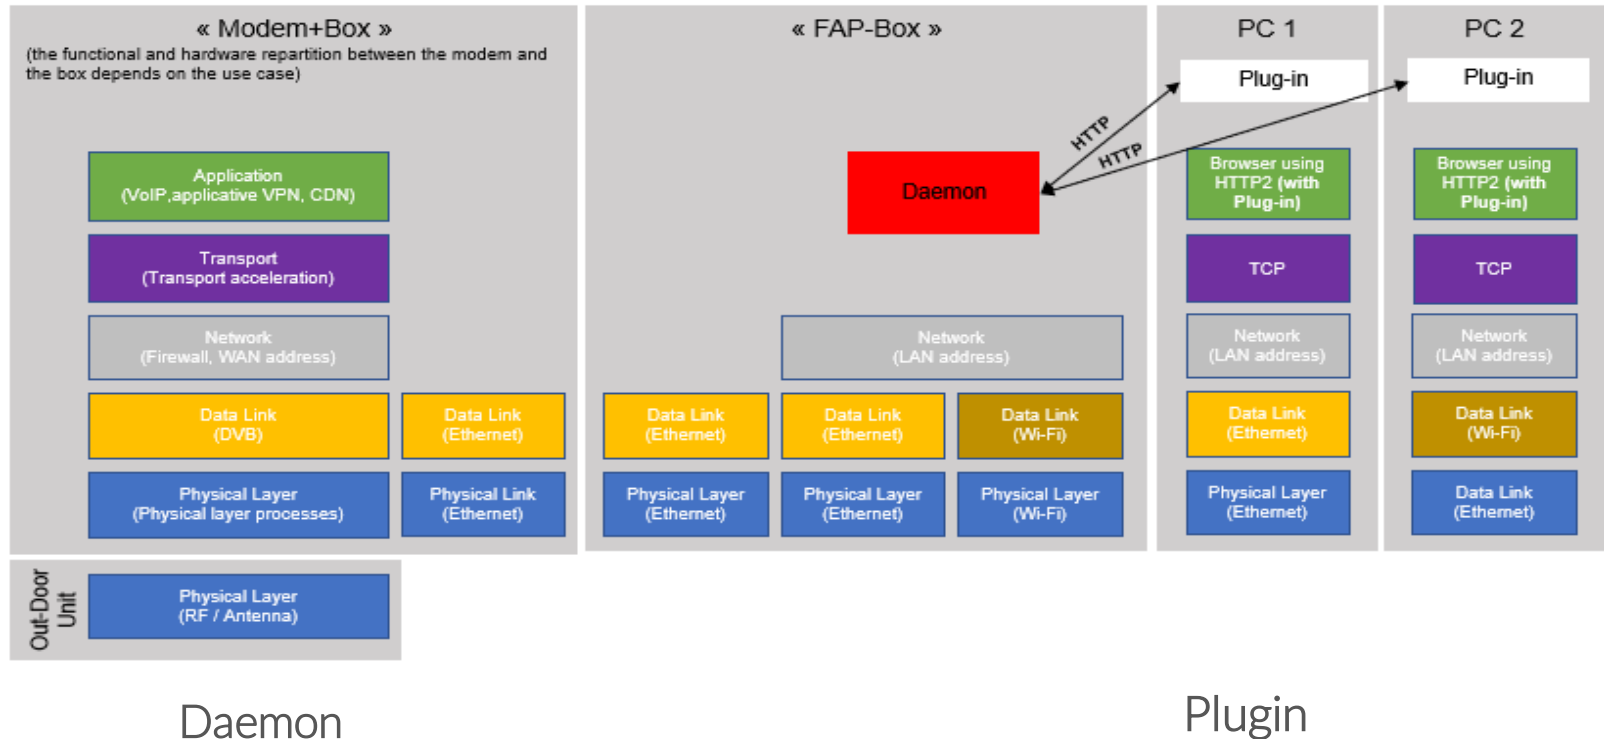 « Modem+Box »
(the functional and hardware repartition between the modem and
the box depends on the use case)
Application
(VoIP,applicative VPN, CDN)
Transport
(Transport acceleration)
Network
(Firewall, WAN address)
Data Link
(DVB)
Data Link
(Ethernet)
Physical Layer
(Physical layer processes)
Physical Link
(Ethernet)
Out-Door
Unit
Physical Layer
(RF / Antenna)
« FAP-Box »
Daemon
HTTP
HTTP
Network
(LAN address)
Data Link
(Ethernet)
Data Link
(Ethernet)
Data Link
(Wi-Fi)
Physical Layer
(Ethernet)
Physical Layer
(Ethernet)
Physical Layer
(Wi-Fi)
PC 1
Plug-in
Browser using
HTTP2 (with
Plug-in)
TCP
Network
(LAN address)
Data Link
(Ethernet)
Physical Layer
(Ethernet)
PC 2
Plug-in
Browser using
HTTP2 (with
Plug-in)
TCP
Network
(LAN address)
Data Link
(Wi-Fi)
Data Link
(Ethernet)
Daemon
Plugin